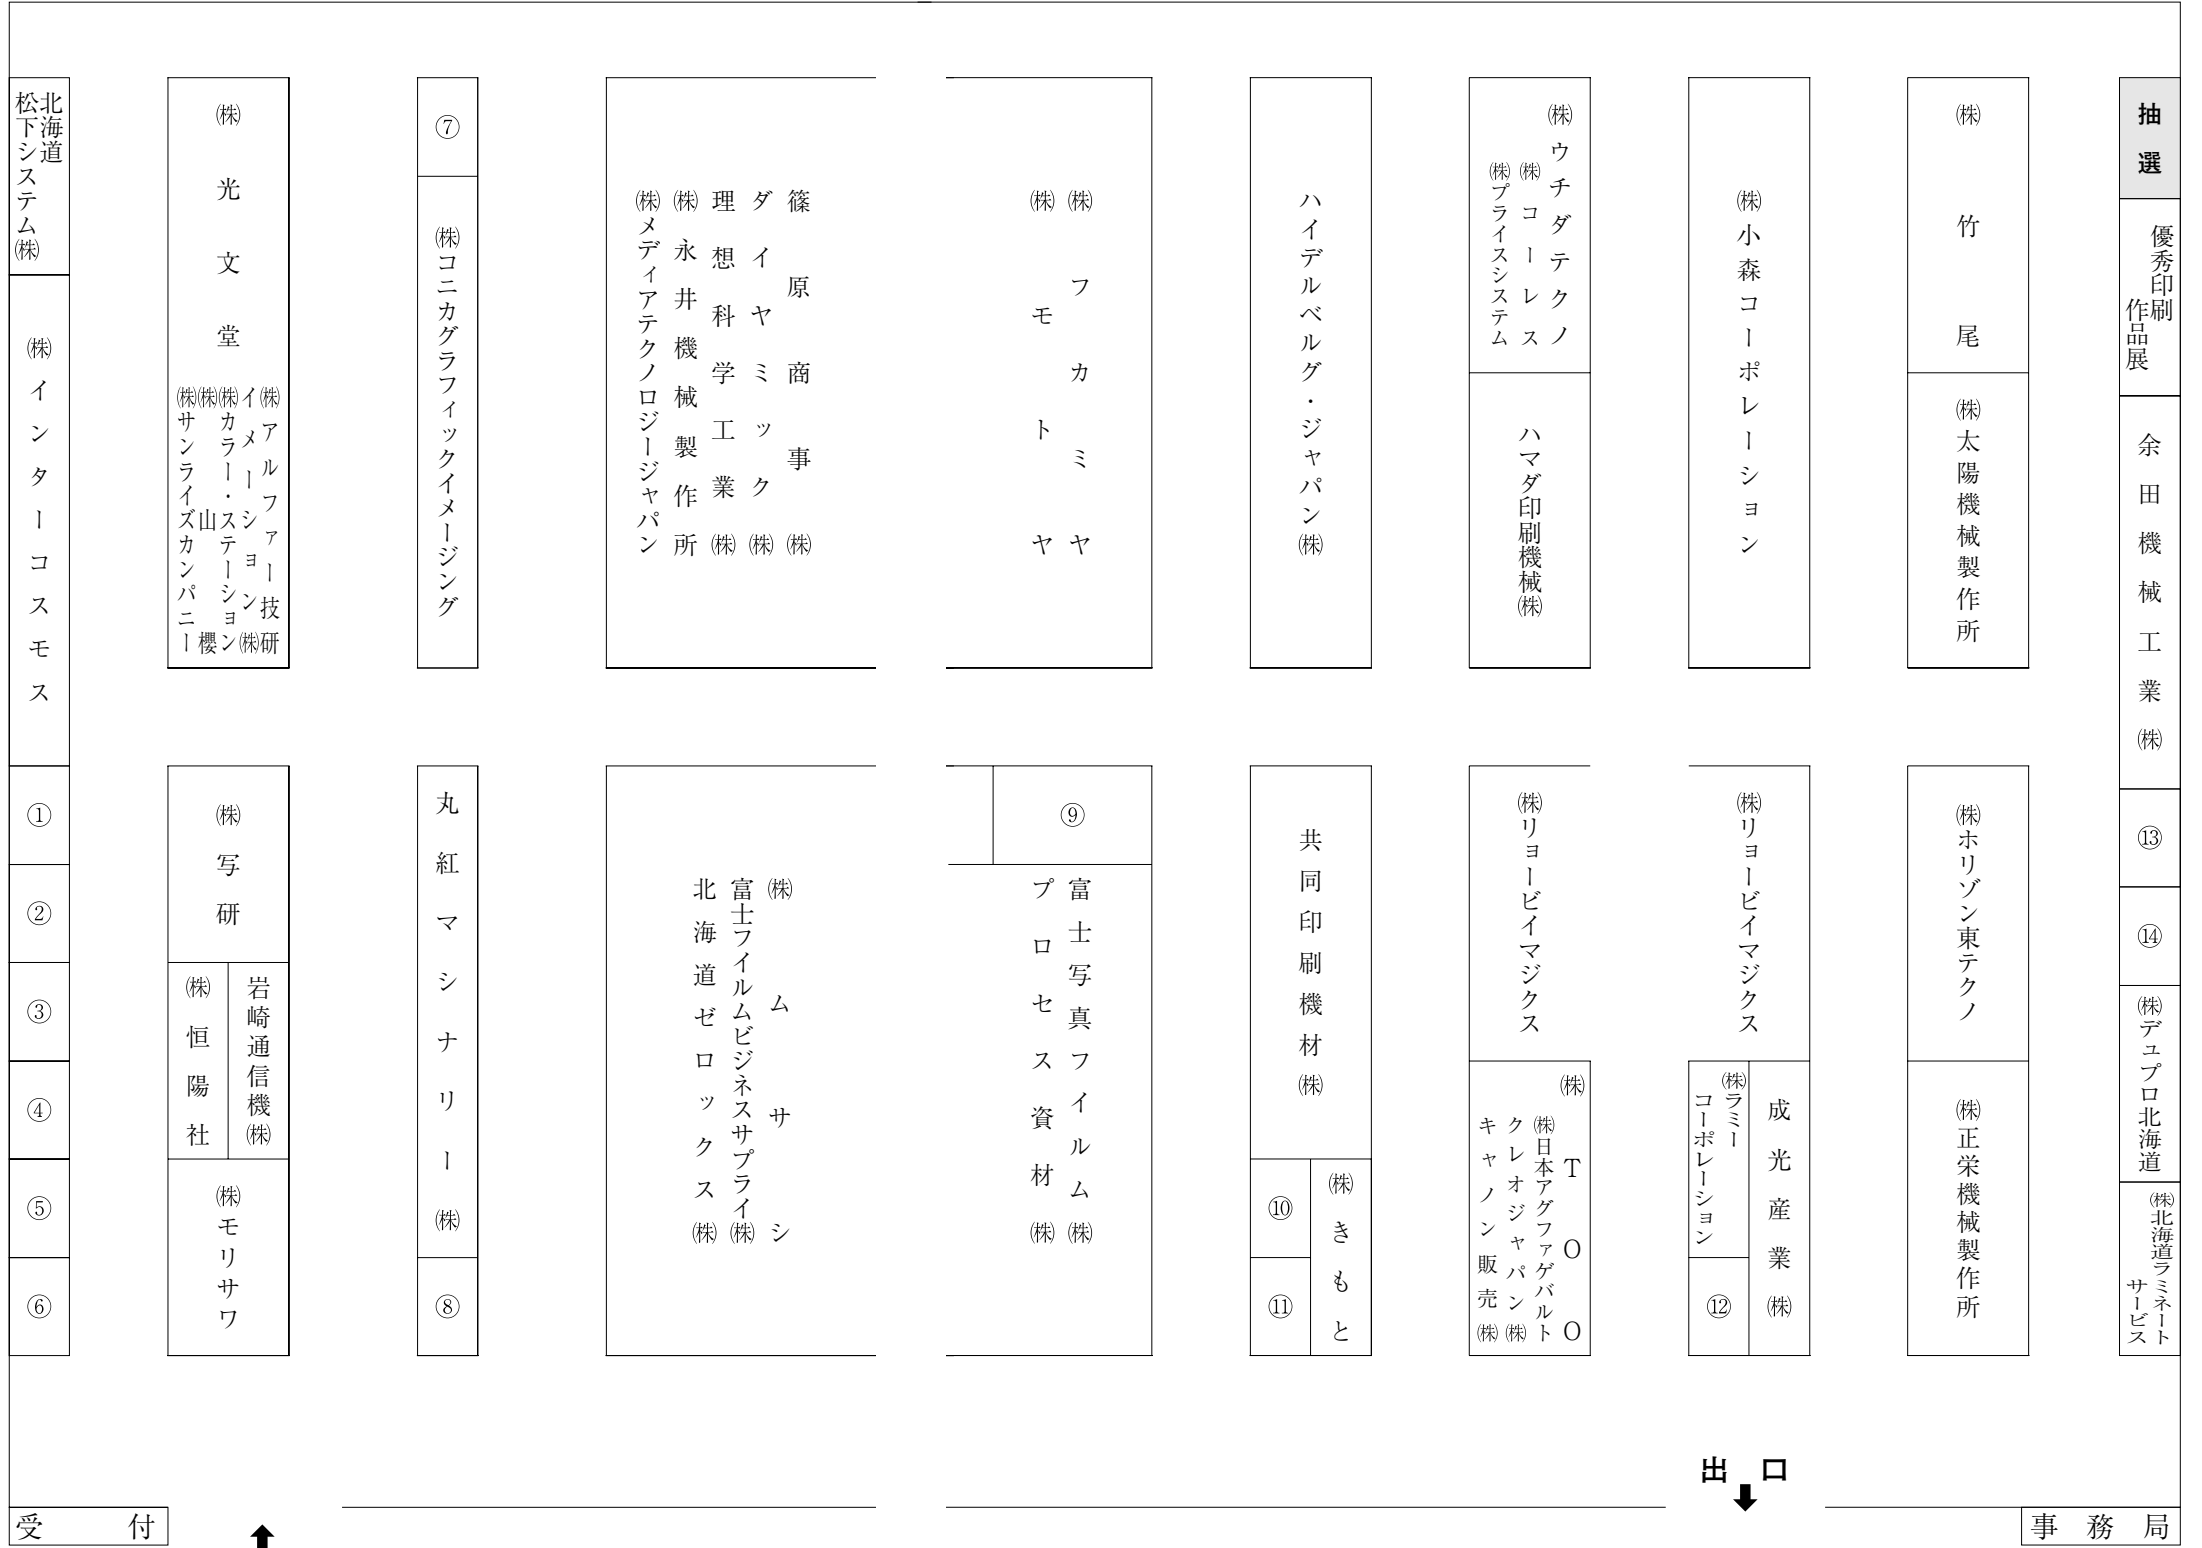 北海道
松下システム㈱
㈱インターコスモス
①
②
③
④
⑤
⑥
㈱光文堂
㈱アルファー技研
イメーション㈱
㈱カラー・ステーション
㈱山櫻
㈱サンライズカンパニー
㈱写研
岩崎通信機㈱
㈱恒陽社
㈱モリサワ
⑦
㈱コニカグラフィックイメージング
丸紅マシナリー㈱
⑧
篠原商事㈱
ダイヤミック㈱
理想科学工業㈱
㈱永井機械製作所
㈱メディアテクノロジージャパン
㈱ムサシ
富士フイルムビジネスサプライ㈱
北海道ゼロックス㈱
㈱フカミヤ
㈱モトヤ
⑨
富士写真フイルム㈱
プロセス資材㈱
ハイデルベルグ・ジャパン㈱
共同印刷機材㈱
㈱きもと
⑩
⑪
㈱ウチダテクノ
㈱コーレス
㈱プライスシステム
ハマダ印刷機械㈱
㈱リョービイマジクス
㈱TOO
㈱日本アグファゲバルト
クレオジャパン㈱
キャノン販売㈱
㈱小森コーポレーション
㈱リョービイマジクス
成光産業㈱
㈱ラミー
コーポレーション
⑫
㈱竹尾
㈱太陽機械製作所
㈱ホリゾン東テクノ
㈱正栄機械製作所
抽選
優秀印刷
作品展
余田機械工業㈱
⑬
⑭
㈱デュプロ北海道
㈱北海道ラミネート
サービス
出口
受付
事務局